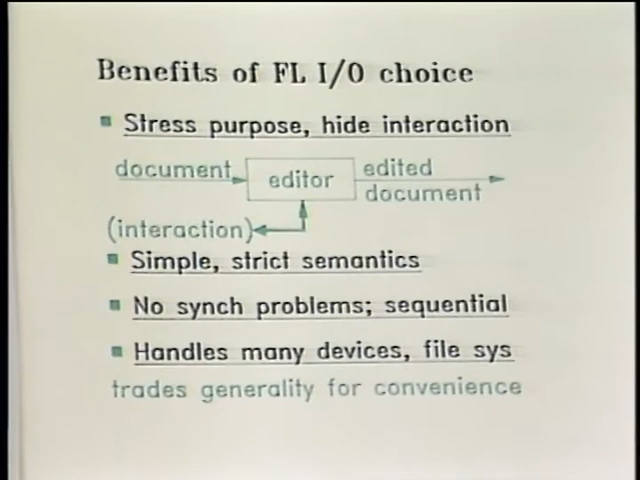 Benefits of FL I/O choice
Stress purpose, hide interaction
document editor edited
document
(interaction)
Simple, strict semantics
No synch problems; sequential
Handles many devices, file sys
trades generality for convenience